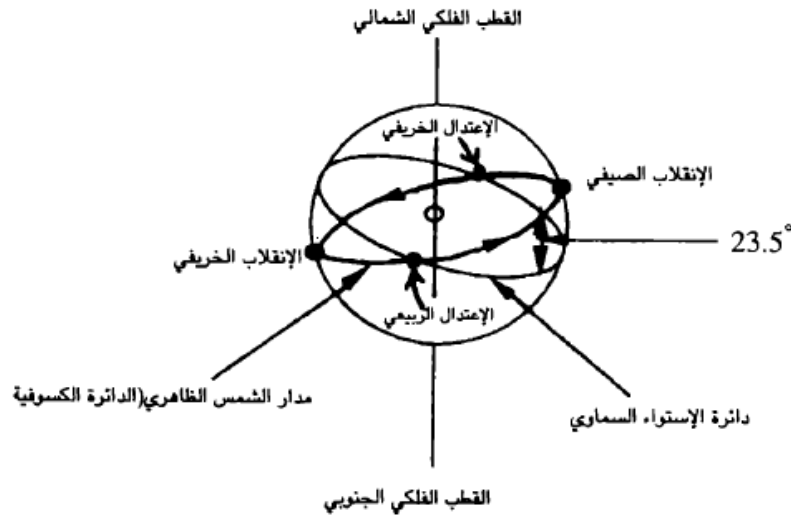 القطب الفلكي الشمالي
الإعتدال الخريفي
الإنقلاب الصيفي
23.5°
الإنقلاب الخريفي
الإعتدال الربيعي
مدار الشمس الظاهري(الدائرة الكسوفية
دائرة الإستواء السماوي
القطب الفلكي الجنوبي